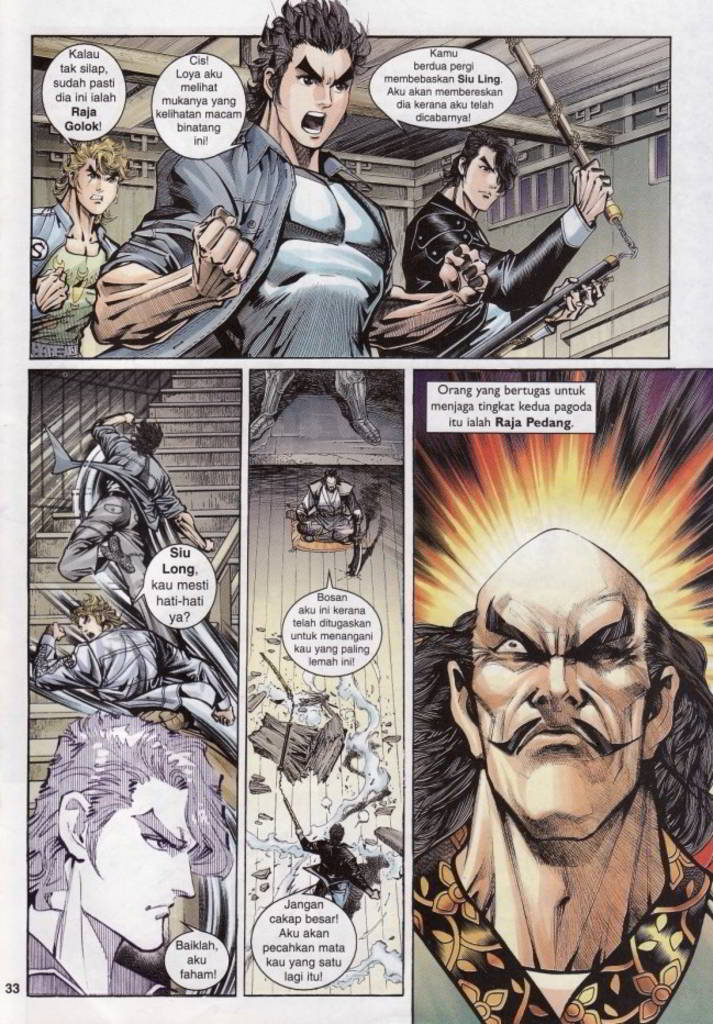 Kalau
tak silap,
sudah pasti
dia ini ialah
Raja
Golok!
Cis!
Loya aku
melihat
mukanya yang
kelihatan macam
binatang
ini!
Kamu
berdua pergi
membebaskan Siu Ling.
Aku akan membereskan
dia kerana aku telah
dicabarnya!
Siu
Long,
kau mesti
hati-hati
ya?
Baiklah,
aku
faham!
Bosan
aku ini kerana
telah ditugaskan
untuk menangani
kau yang paling
lemah ini!
Jangan
cakap besar!
Aku akan
pecahkan mata
kau yang satu
lagi itu!
Orang yang bertugas untuk
menjaga tingkat kedua pagoda
itu ialah Raja Pedang.
S
33